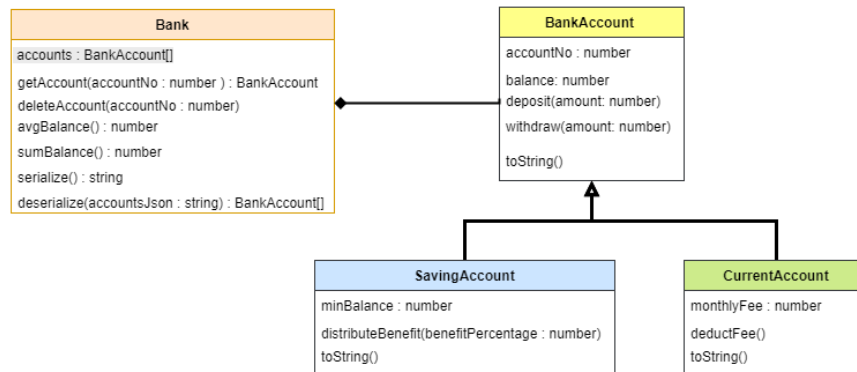 Bank
accounts : BankAccount[]
getAccount(accountNo : number ) : BankAccount
deleteAccount(accountNo : number)
avgBalance() : number
sumBalance() : number
serialize() : string
deserialize(accountsJson : string) : BankAccount[]
BankAccount
accountNo : number
balance: number
deposit(amount: number)
withdraw(amount: number)
toString()
SavingAccount
minBalance : number
distributeBenefit(benefitPercentage : number)
toString()
CurrentAccount
monthlyFee : number
deductFee()
toString()